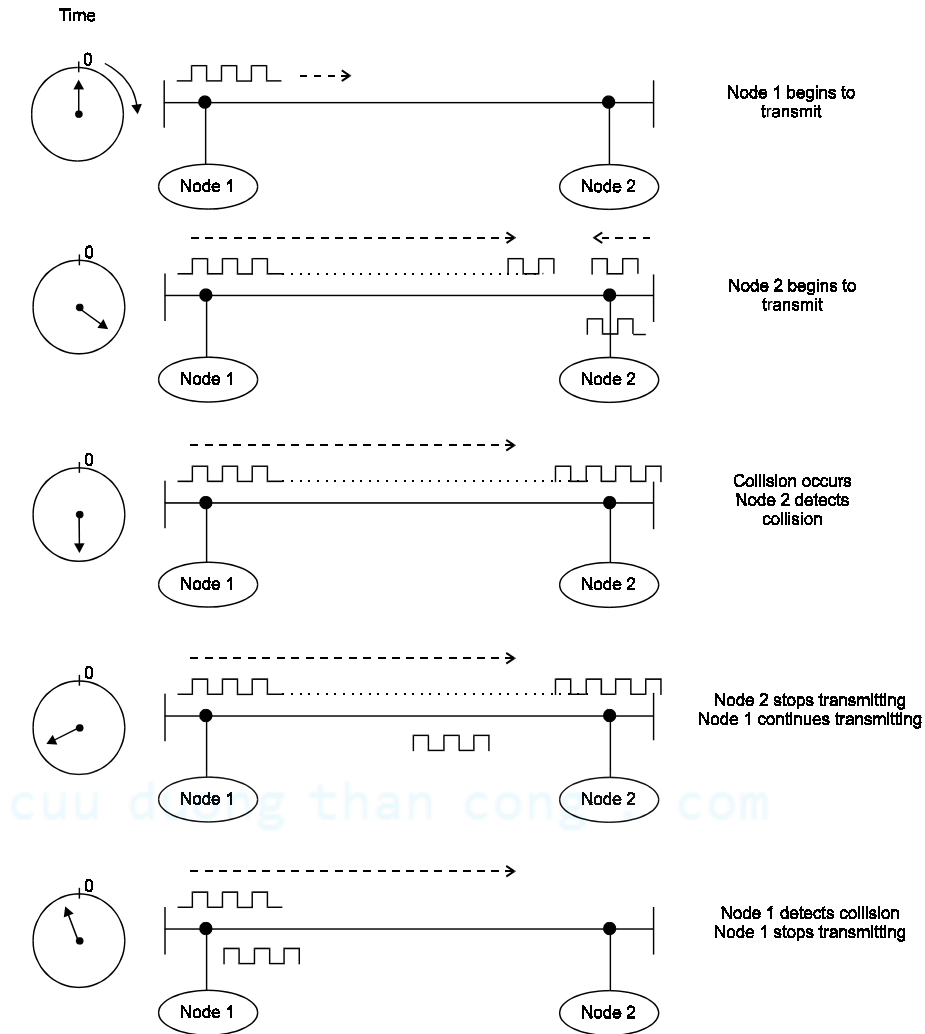 Time
0
Node 1 begins to
transmit
Node 1
Node 2
0
Node 2 begins to
transmit
Node 1
Node 2
0
Collision occurs
Node 2 detects
collision
Node 1
Node 2
0
Node 2 stops transmitting
Node 1 continues transmitting
Node 1
Node 2
cuu duong than cong . com
0
Node 1 detects collision
Node 1 stops transmitting
Node 1
Node 2